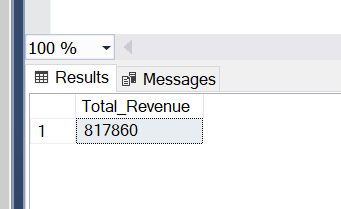 100 %
Results Messages
Total_Revenue
1 817860